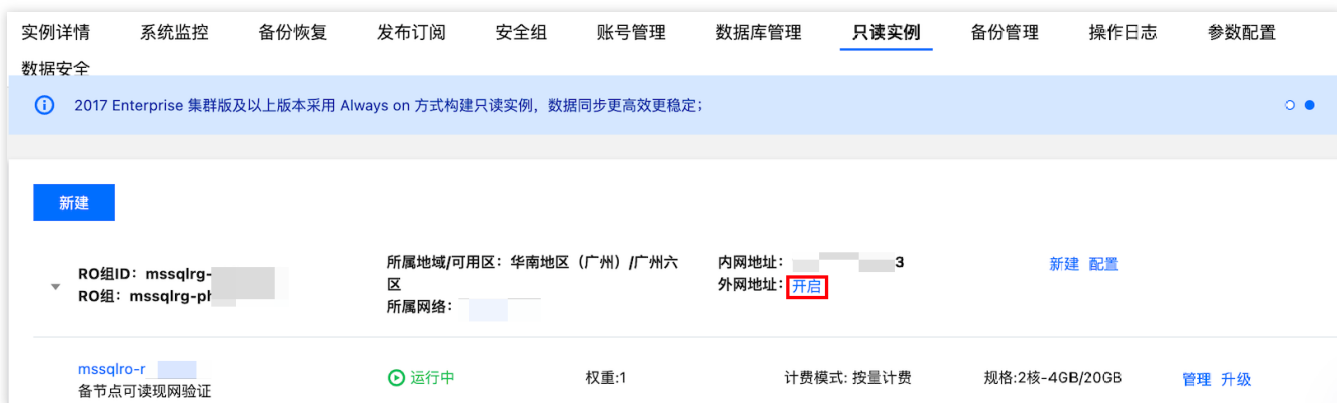 实例详情 系统监控 备份恢复 发布订阅 安全组 账号管理 数据库管理 只读实例 备份管理 操作日志 参数配置
数据安全
2017 Enterprise 集群版及以上版本采用 Always on 方式构建只读实例，数据同步更高效更稳定；
新建
RO组ID：mssqlrg-
RO组：mssqlrg-pl
所属地域/可用区：华南地区（广州）/广州六
区
所属网络：
内网地址： 3
外网地址：开启
新建 配置
mssqlro-r
备节点可读现网验证
运行中
权重:1
计费模式: 按量计费
规格:2核-4GB/20GB
管理 升级